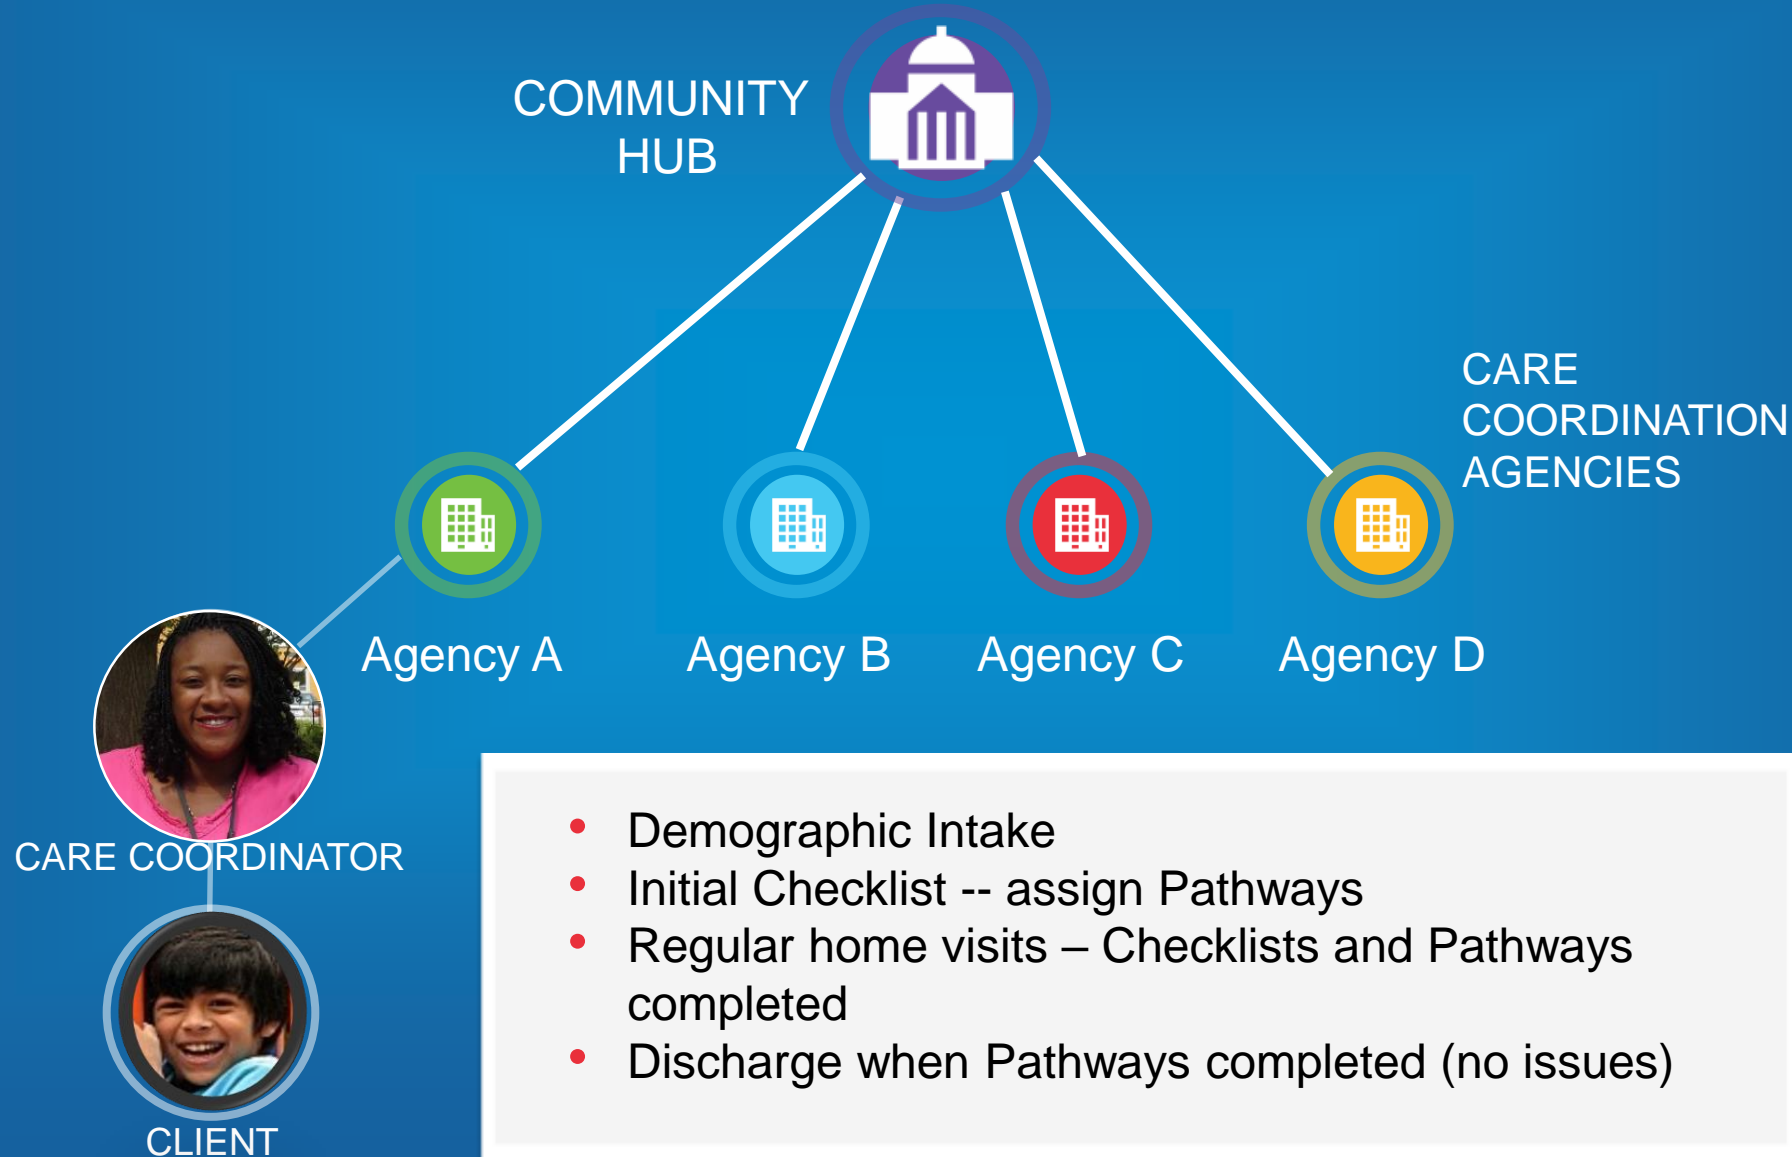 COMMUNITY
HUB
CARE
COORDINATION
AGENCIES
Agency A
Agency B
Agency C
Agency D
CARE COORDINATOR
CLIENT
• Demographic Intake
• Initial Checklist -- assign Pathways
• Regular home visits – Checklists and Pathways
completed
• Discharge when Pathways completed (no issues)